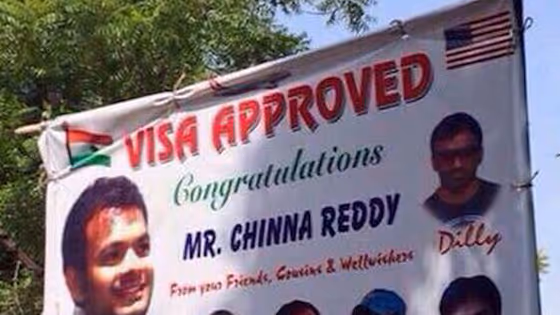 VISA APPROVED
Congratulations
MR. CHINNA REDDY
From your Friends, Cousins & Wellwishers
Dilly